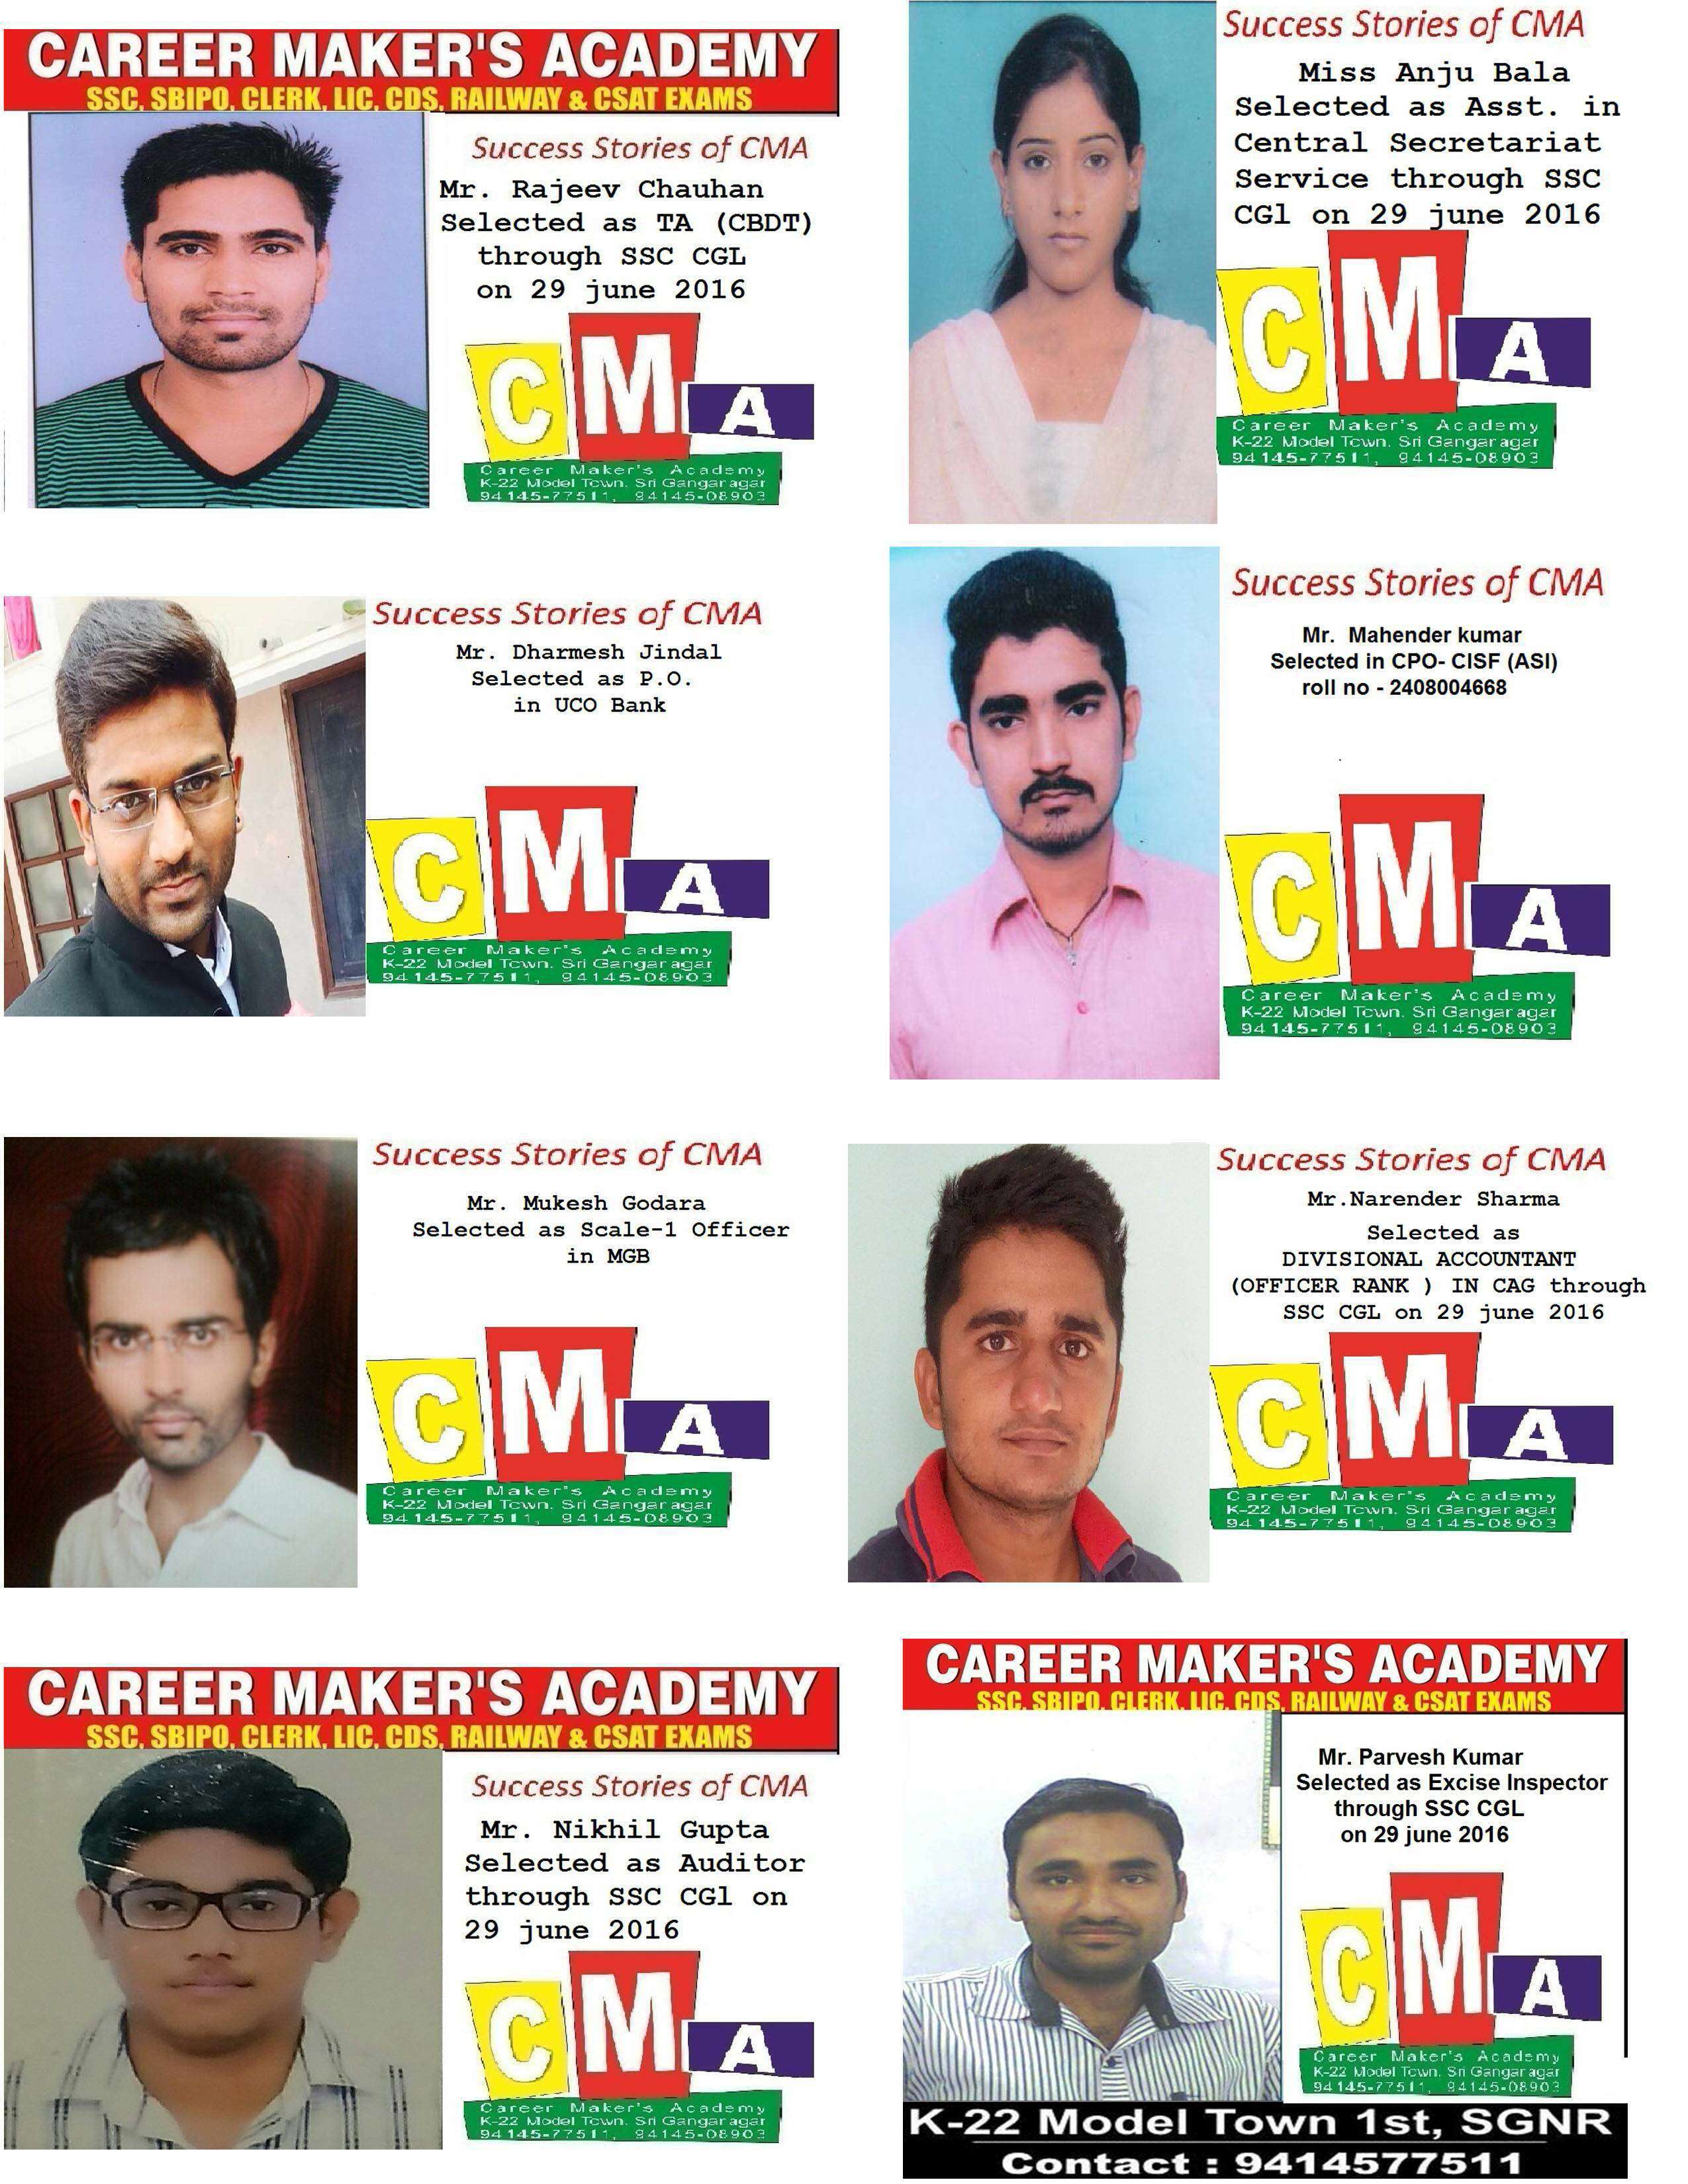 CAREER MAKER'S ACADEMY
SSC, SBIPO, CLERK, LIC, CDS, RAILWAY & CSAT EXAMS
Success Stories of CMA
Mr. Rajeev Chauhan
Selected as TA (CBDT)
through SSC CGL
on 29 june 2016
CMA
Career Maker's Academy
K-22 Model Town. Sri Gangaragar
94145-77511, 94145-08903
Success Stories of CMA
Miss Anju Bala
Selected as Asst. in
Central Secretariat
Service through SSC
CGl on 29 june 2016
CMA
Career Maker's Academy
K-22 Model Town. Sri Gangaragar
94145-77511, 94145-08903
Success Stories of CMA
Mr. Dharmesh Jindal
Selected as P.O.
in UCO Bank
CMA
Career Maker's Academy
K-22 Model Town. Sri Gangaragar
94145-77511, 94145-08903
Success Stories of CMA
Mr. Mahender kumar
Selected in CPO- CISF (ASI)
roll no - 2408004668
CMA
Career Maker's Academy
K-22 Model Town. Sri Gangaragar
94145-77511, 94145-08903
Success Stories of CMA
Mr. Mukesh Godara
Selected as Scale-1 Officer
in MGB
CMA
Career Maker's Academy
K-22 Model Town. Sri Gangaragar
94145-77511, 94145-08903
Success Stories of CMA
Mr.Narender Sharma
Selected as
DIVISIONAL ACCOUNTANT
(OFFICER RANK ) IN CAG through
SSC CGL on 29 june 2016
CMA
Career Maker's Academy
K-22 Model Town. Sri Gangaragar
94145-77511, 94145-08903
CAREER MAKER'S ACADEMY
SSC, SBIPO, CLERK, LIC, CDS, RAILWAY & CSAT EXAMS
Success Stories of CMA
Mr. Nikhil Gupta
Selected as Auditor
through SSC CGl on
29 june 2016
CMA
Career Maker's Academy
K-22 Model Town. Sri Gangaragar
94145-77511, 94145-08903
CAREER MAKER'S ACADEMY
SSC, SBIPO, CLERK, LIC, CDS, RAILWAY & CSAT EXAMS
Mr. Parvesh Kumar
Selected as Excise Inspector
through SSC CGL
on 29 june 2016
CMA
Career Maker's Academy
K-22 Model Town. Sri Gangaragar
94145-77511, 94145-08903
K-22 Model Town 1st, SGNR
Contact : 9414577511